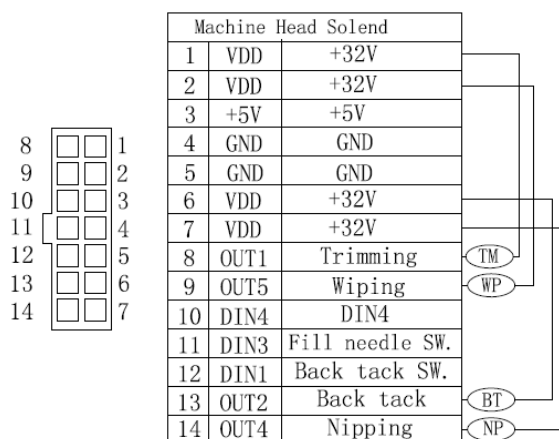 Machine Head Solend
1 VDD +32V
2 VDD +32V
3 +5V +5V
4 GND GND
5 GND GND
6 VDD +32V
7 VDD +32V
8 OUT1 Trimming TM
9 OUT5 Wiping WP
10 DIN4 DIN4
11 DIN3 Fill needle SW.
12 DIN1 Back tack SW.
13 OUT2 Back tack BT
14 OUT4 Nipping NP
8 1
9 2
10 3
11 4
12 5
13 6
14 7